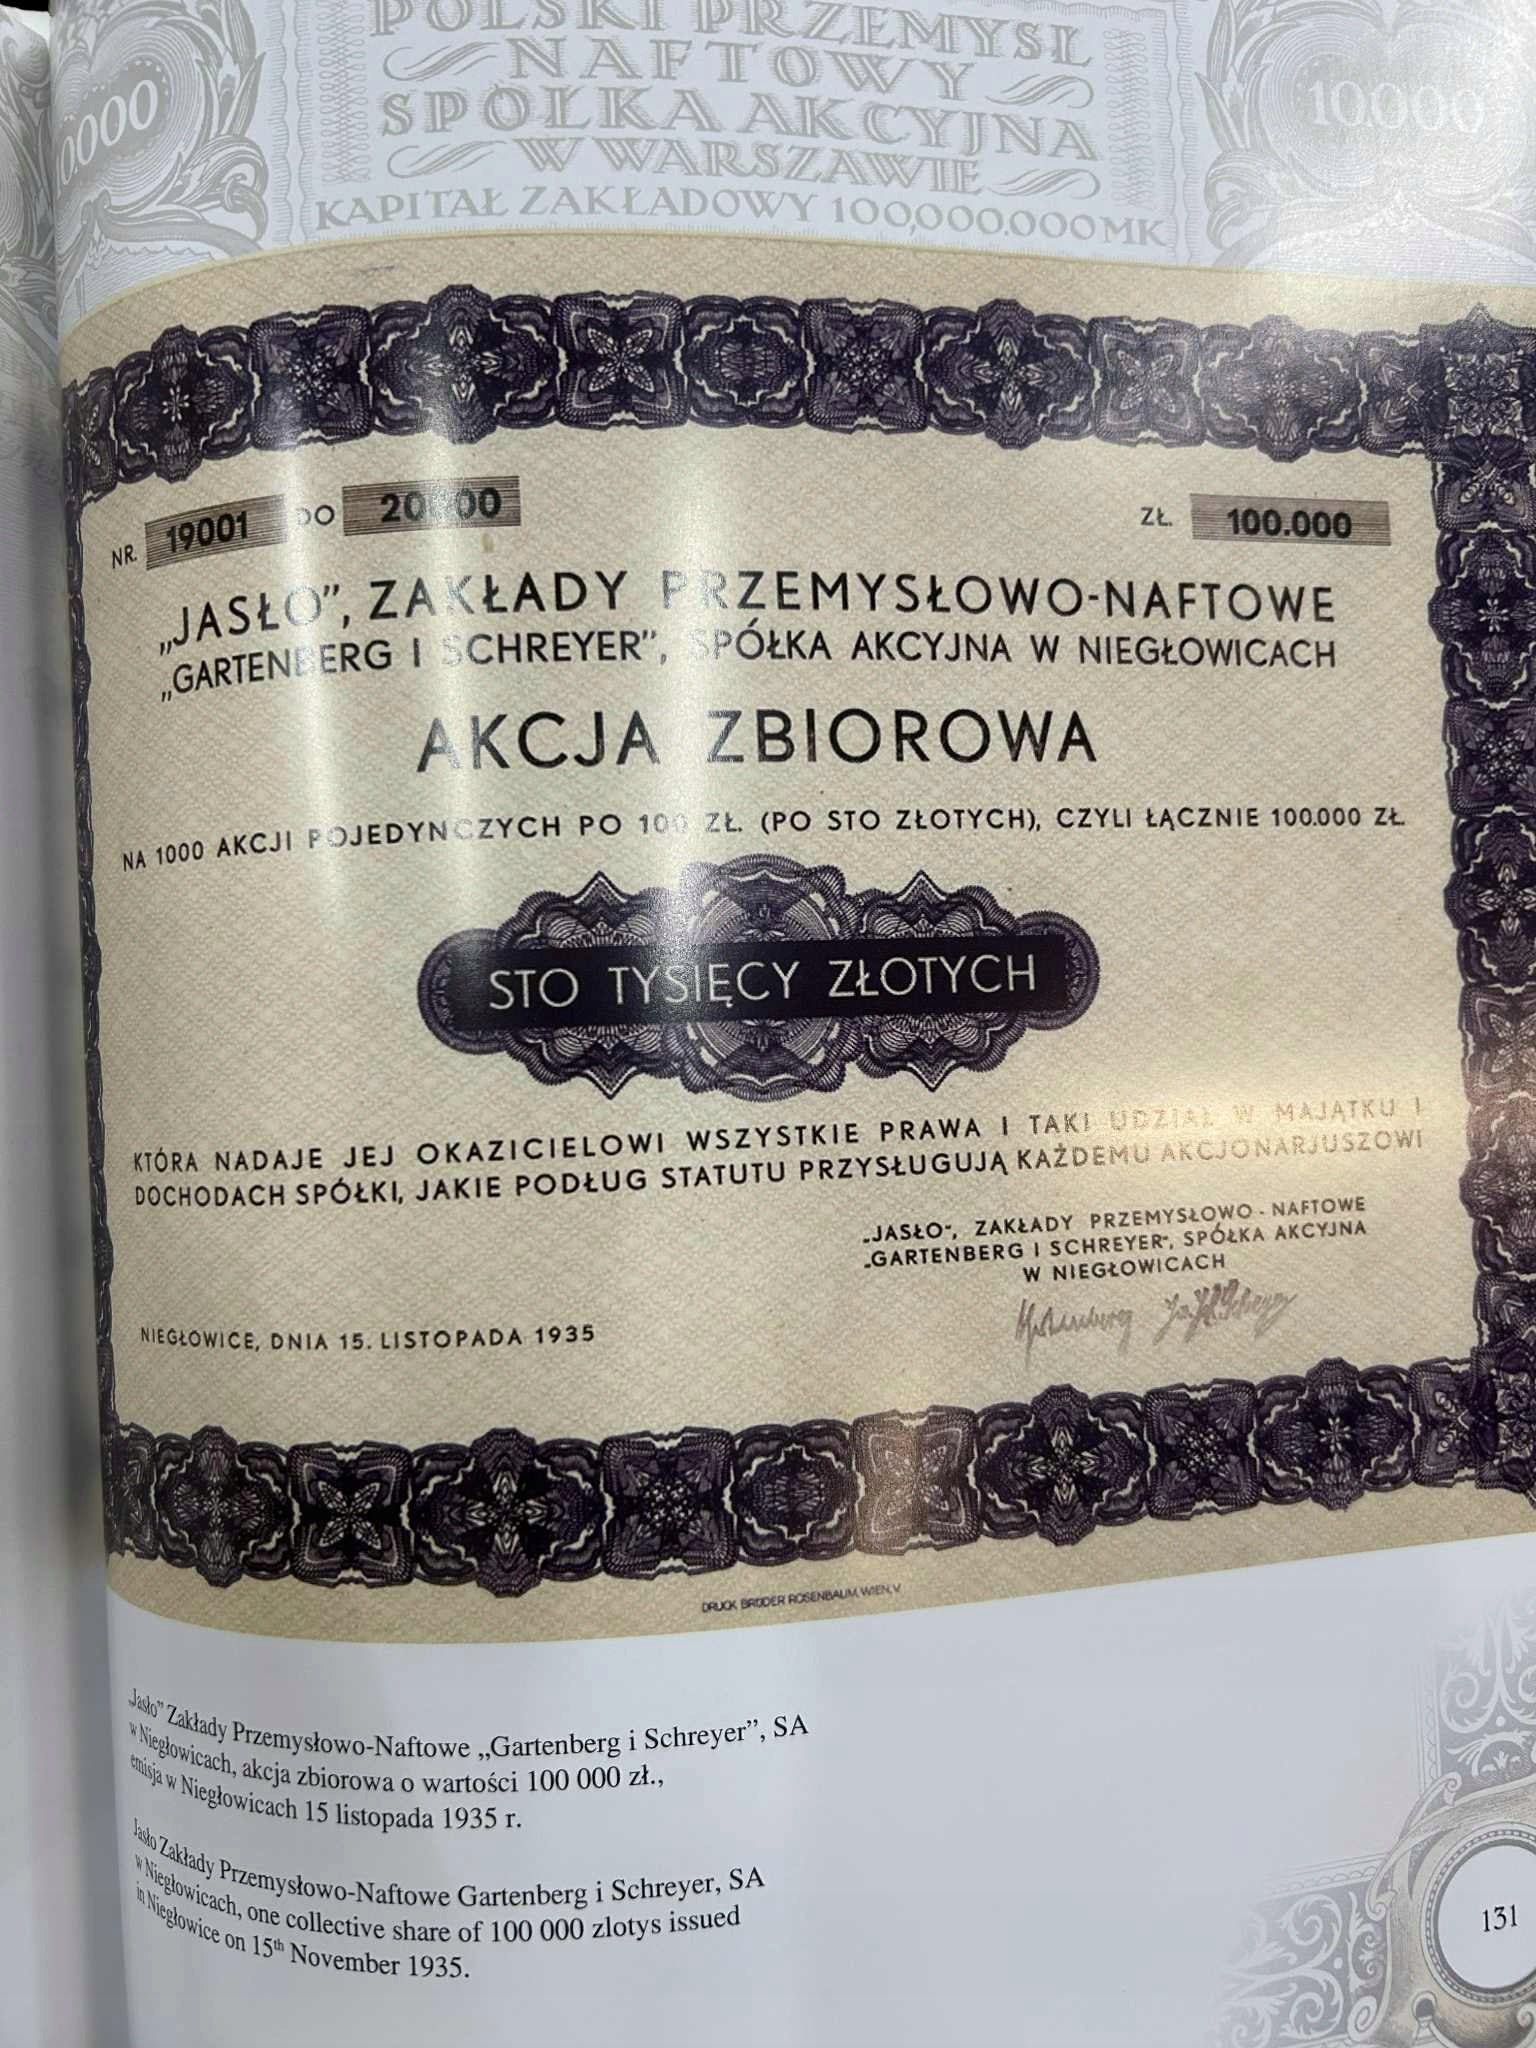 POLSKI PRZEMYSŁ
NAFTOWY
SPÓŁKA AKCYJNA
W WARSZAWIE
KAPITAŁ ZAKŁADOWY 100,000.000 MK
10.000
NR. 19001 DO 20000
ZŁ. 100.000
„JASŁO”, ZAKŁADY PRZEMYSŁOWO-NAFTOWE
„GARTENBERG I SCHREYER”, SPÓŁKA AKCYJNA W NIEGŁOWICACH
AKCJA ZBIOROWA
NA 1000 AKCJI POJEDYNCZYCH PO 100 ZŁ. (PO STO ZŁOTYCH), CZYLI ŁĄCZNIE 100.000 ZŁ.
STO TYSIĘCY ZŁOTYCH
KTÓRA NADAJE JEJ OKAZICIELOWI WSZYSTKIE PRAWA I TAKI UDZIAŁ W MAJĄTKU I
DOCHODACH SPÓŁKI, JAKIE PODŁUG STATUTU PRZYSŁUGUJĄ KAŻDEMU AKCJONARJUSZOWI
„JASŁO”, ZAKŁADY PRZEMYSŁOWO-NAFTOWE
„GARTENBERG I SCHREYER”, SPÓŁKA AKCYJNA
W NIEGŁOWICACH
NIEGŁOWICE, DNIA 15. LISTOPADA 1935
DRUCK BRÜDER ROSENBAUM, WIEN, V.
„Jasło” Zakłady Przemysłowo-Naftowe „Gartenberg i Schreyer”, SA
w Niegłowicach, akcja zbiorowa o wartości 100 000 zł.,
emisja w Niegłowicach 15 listopada 1935 r.
Jasło Zakłady Przemysłowo-Naftowe Gartenberg i Schreyer, SA
w Niegłowicach, one collective share of 100 000 zlotys issued
in Niegłowice on 15th November 1935.
131